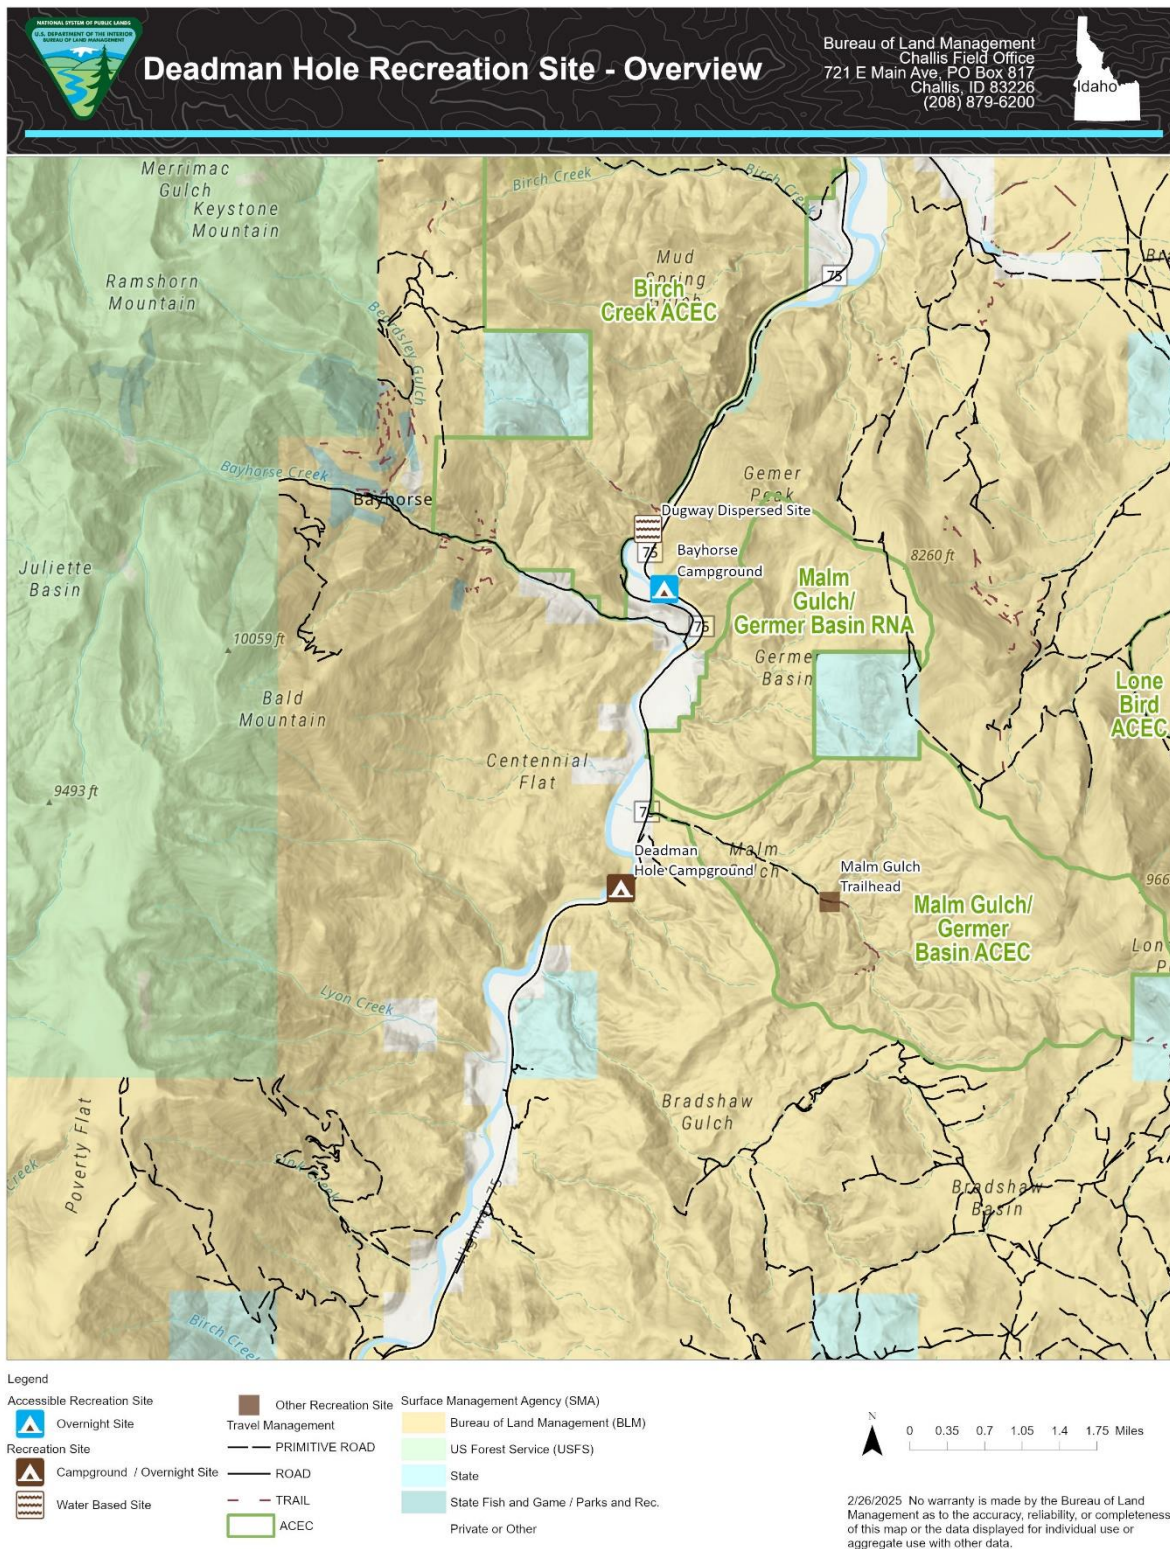 NATIONAL SYSTEM OF PUBLIC LANDS
U.S. DEPARTMENT OF THE INTERIOR
BUREAU OF LAND MANAGEMENT
Deadman Hole Recreation Site - Overview
Bureau of Land Management
Challis Field Office
721 E Main Ave, PO Box 817
Challis, ID 83226
(208) 879-6200
Idaho
Merrimac
Gulch
Keystone
Mountain
Birch Creek
Birch Creek
Ramshorn
Mountain
Mud
Spring
Birch
Creek ACEC
75
Beardsley Gulch
Bayhorse Creek
Bayhorse
Germer
Peak
Dugway Dispersed Site
75
Bayhorse
Campground
8260 ft
Juliette
Basin
Malm
Gulch/
Germer Basin RNA
75
10059 ft
Germer
Basin
Lone
Bird
ACEC
Bald
Mountain
Centennial
Flat
9493 ft
Deadman
Hole Campground
Malm
Gulch
Malm Gulch
Trailhead
966
Malm Gulch/
Germer
Basin ACEC
Lon
P
Lyon Creek
Bradshaw
Gulch
Poverty Flat
Creek
Bradshaw
Basin
Highway 75
Birch Creek
Legend
Accessible Recreation Site
Overnight Site
Recreation Site
Campground / Overnight Site
Water Based Site
Other Recreation Site
Travel Management
PRIMITIVE ROAD
ROAD
TRAIL
ACEC
Surface Management Agency (SMA)
Bureau of Land Management (BLM)
US Forest Service (USFS)
State
State Fish and Game / Parks and Rec.
Private or Other
N
0 0.35 0.7 1.05 1.4 1.75 Miles
2/26/2025 No warranty is made by the Bureau of Land
Management as to the accuracy, reliability, or completeness
of this map or the data displayed for individual use or
aggregate use with other data.